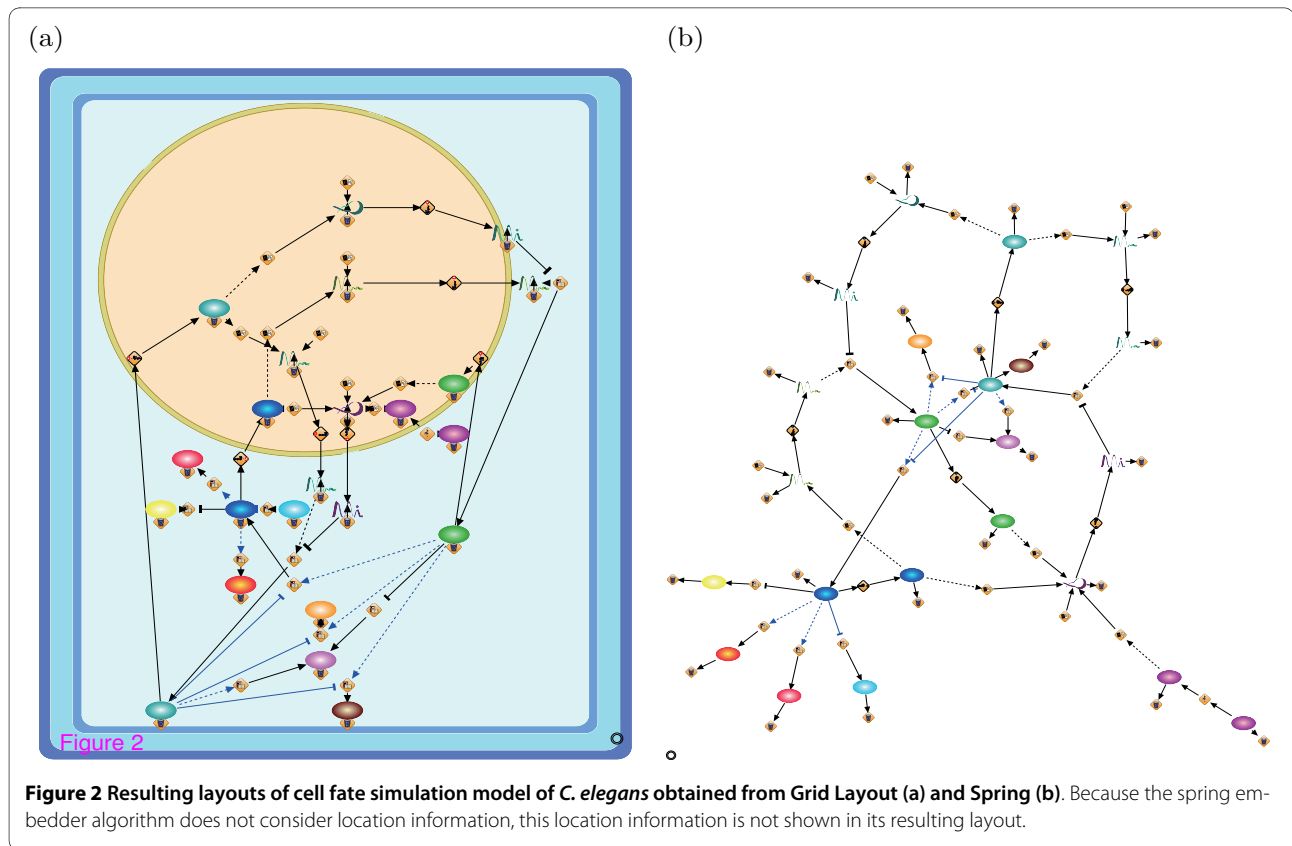 (a)
(b)
Figure 2
Figure 2 Resulting layouts of cell fate simulation model of C. elegans obtained from Grid Layout (a) and Spring (b). Because the spring em-
bedder algorithm does not consider location information, this location information is not shown in its resulting layout.